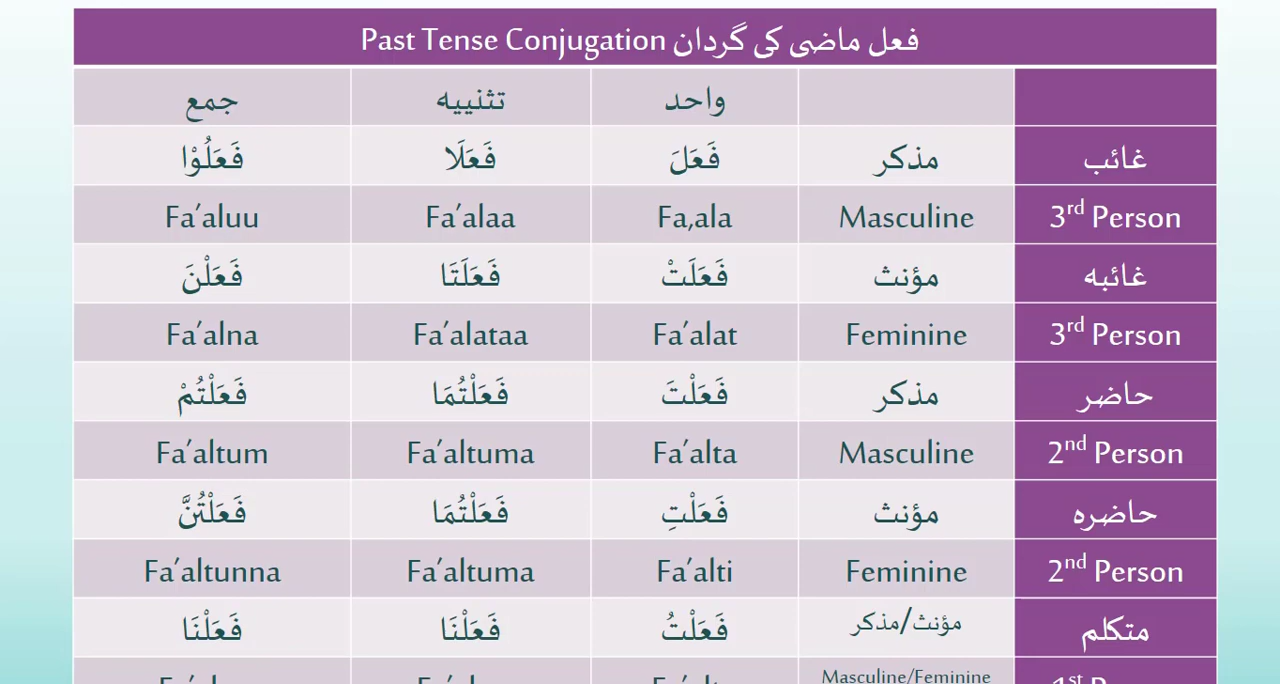 فعل ماضی کی گردان Past Tense Conjugation
واحد تثنییه جمع
غائب مذکر فَعَلَ فَعَلَا فَعَلُوْا
3rd Person Masculine Fa,ala Fa'alaa Fa'aluu
غائبه مؤنث فَعَلَتْ فَعَلَتَا فَعَلْنَ
3rd Person Feminine Fa'alat Fa'alataa Fa'alna
حاضر مذکر فَعَلْتَ فَعَلْتُمَا فَعَلْتُمْ
2nd Person Masculine Fa'alta Fa'altuma Fa'altum
حاضره مؤنث فَعَلْتِ فَعَلْتُمَا فَعَلْتُنَّ
2nd Person Feminine Fa'alti Fa'altuma Fa'altunna
متکلم مؤنث/مذکر فَعَلْتُ فَعَلْنَا فَعَلْنَا
Masculine/Feminine